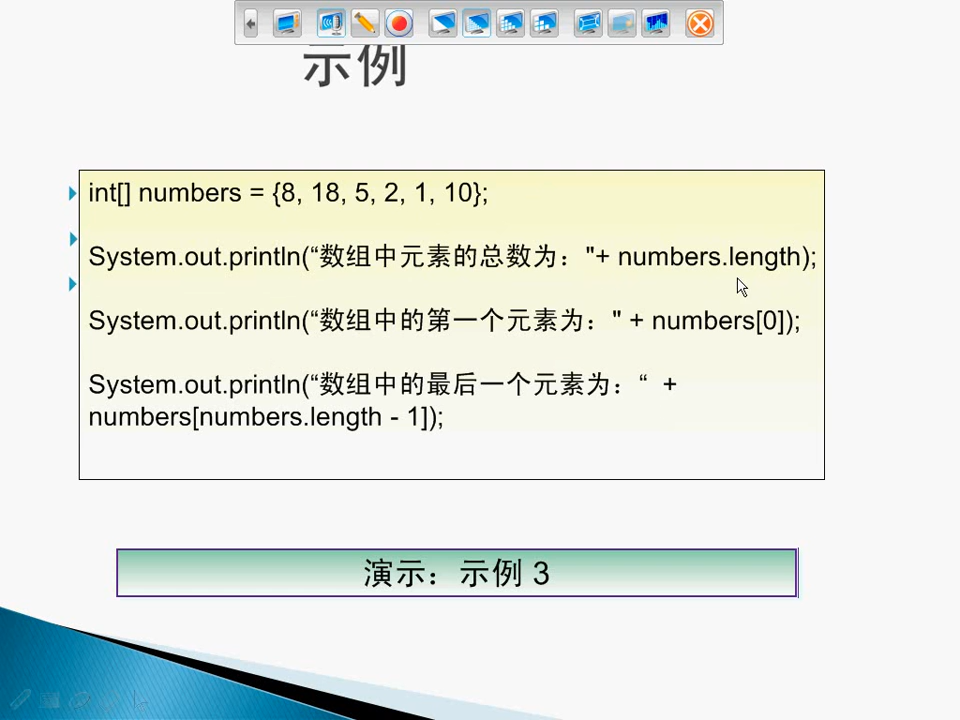 示例
int[] numbers = {8, 18, 5, 2, 1, 10};
System.out.println(“数组中元素的总数为："+ numbers.length);
System.out.println(“数组中的第一个元素为：" + numbers[0]);
System.out.println(“数组中的最后一个元素为：“ +
numbers[numbers.length - 1]);
演示：示例 3